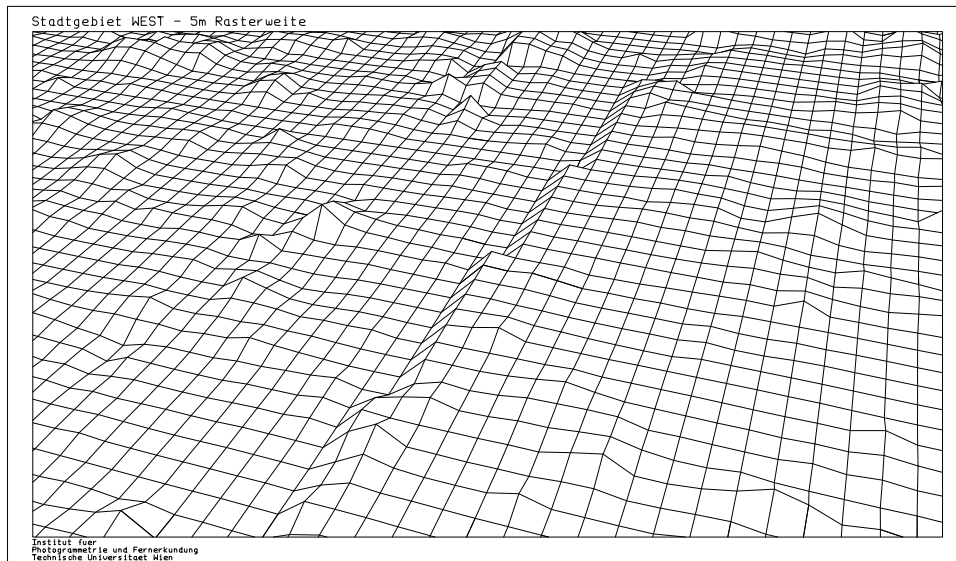 Stadtgebiet WEST - 5m Rasterweite
Institut fuer
Photogrammetrie und Fernerkundung
Technische Universitaet Wien